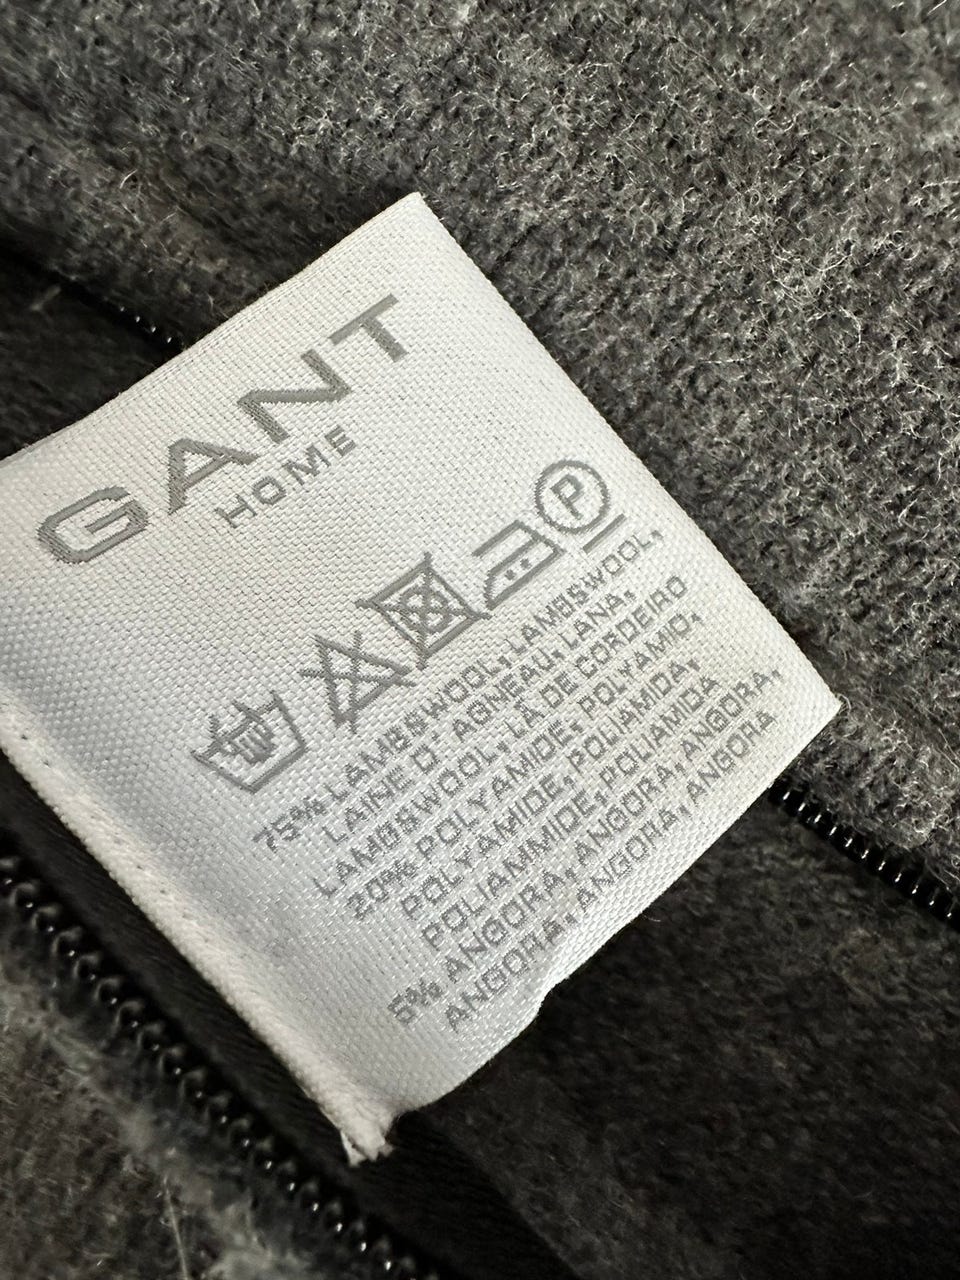 GANT
HOME
P
75% LAMBSWOOL, LAMBSWOOL,
LAINE D'AGNEAU, LANA,
LAMBSWOOL, LÃ DE CORDEIRO
20% POLYAMIDE, POLYAMID,
POLYAMIDE, POLIAMIDA,
POLIAMMIDE, POLIAMIDA
5% ANGORA, ANGORA, ANGORA,
ANGORA, ANGORA, ANGORA